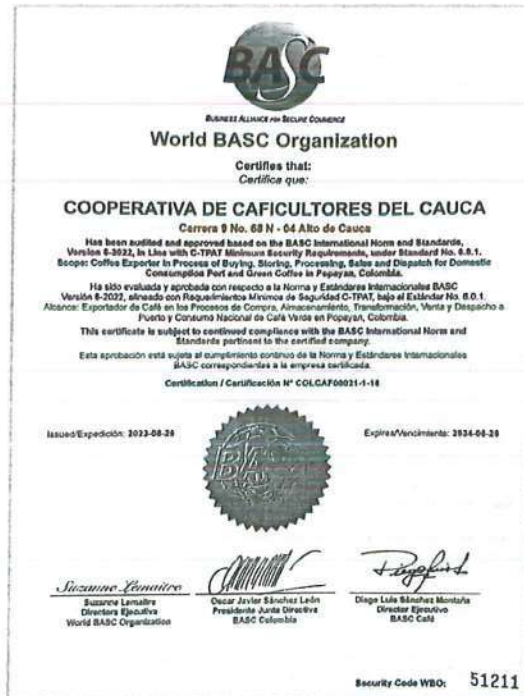 BASC
BUSINESS ALLIANCE FOR SECURE COMMERCE
World BASC Organization
Certifies that:
Certifica que:
COOPERATIVA DE CAFICULTORES DEL CAUCA
Carrera 9 No. 68 N - 04 Alto de Cauca
Has been audited and approved based on the BASC International Norm and Standards,
Version 6-2022, in Line with C-TPAT Minimum Security Requirements, under Standard No. 6.0.1.
Scope: Coffee Exporter in Process of Buying, Storing, Processing, Sales and Dispatch for Domestic
Consumption Port and Green Coffee in Popayan, Colombia.
Ha sido evaluada y aprobada con respecto a la Norma y Estándares Internacionales BASC
Versión 6-2022, alineado con Requerimientos Mínimos de Seguridad C-TPAT, bajo el Estándar No. 6.0.1.
Alcance: Exportador de Café en los Procesos de Compra, Almacenamiento, Transformación, Venta y Despacho a
Puerto y Consumo Nacional de Café Verde en Popayan, Colombia.
This certificate is subject to continued compliance with the BASC International Norm and
Standards pertinent to the certified company.
Esta aprobación está sujeta al cumplimiento continuo de la Norma y Estándares Internacionales
BASC correspondientes a la empresa certificada.
Certification / Certificación N° COLCAF00021-1-16
Issued/Expedición: 2023-08-28
Expires/Vencimiento:
BASC
Suzanne Lemaitre
Suzanne Lemaitre
Directora Ejecutiva
World BASC Organization
Oscar Javier Sánchez León
Presidente Junta Directiva
BASC Colombia
Diego Luis Sánchez Montaña
Director Ejecutivo
BASC Café
Security Code WBO: 51211